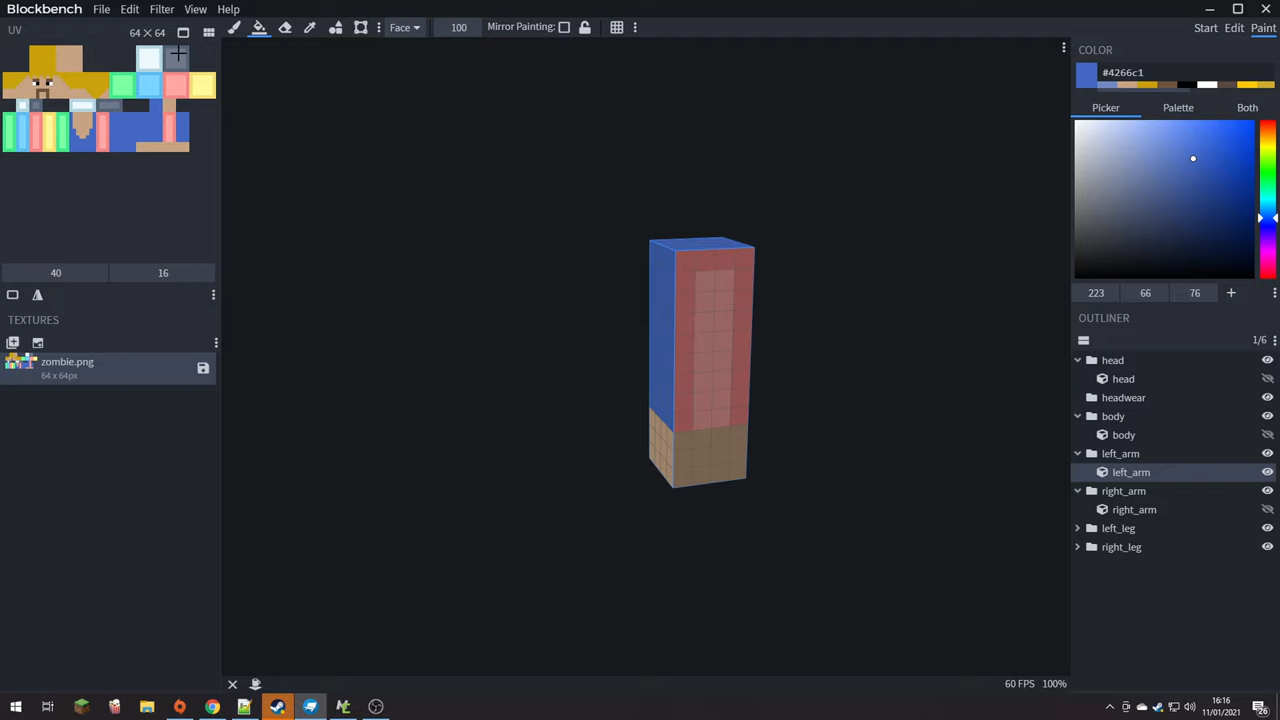 Blockbench File Edit Filter View Help
UV 64 × 64
Face 100 Mirror Painting:
Start Edit Paint
COLOR
#4266c1
Picker Palette Both
40 16
223 66 76
TEXTURES
zombie.png
64 x 64px
OUTLINER
1/6
head
head
headwear
body
body
left_arm
left_arm
right_arm
right_arm
left_leg
right_leg
60 FPS 100%
16:16
11/01/2021
26